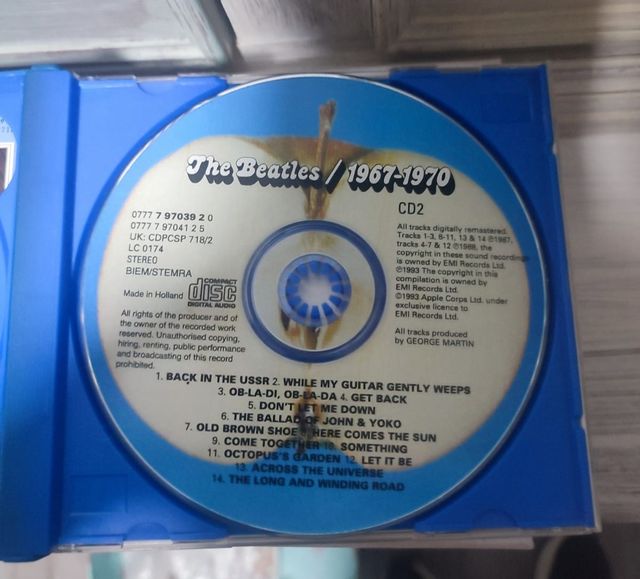 The Beatles / 1967-1970
CD2
0777 7 97039 2 0
0777 7 97041 2 5
UK: CDPCSP 718/2
LC 0174
STEREO
BIEM/STEMRA
Made in Holland
COMPACT
disc
DIGITAL AUDIO
All rights of the producer and of
the owner of the recorded work
reserved. Unauthorised copying,
hiring, renting, public performance
and broadcasting of this record
prohibited.
All tracks digitally remastered.
Tracks 1-3, 8-11, 13 & 14 ℗1987,
tracks 4-7 & 12 ℗1988, the
copyright in these sound recordings
is owned by EMI Records Ltd.
℗1993 The copyright in this
compilation is owned by
EMI Records Ltd.
©1993 Apple Corps Ltd. under
exclusive licence to
EMI Records Ltd.
All tracks produced
by GEORGE MARTIN
1. BACK IN THE USSR 2. WHILE MY GUITAR GENTLY WEEPS
3. OB-LA-DI, OB-LA-DA 4. GET BACK
5. DON'T LET ME DOWN
6. THE BALLAD OF JOHN & YOKO
7. OLD BROWN SHOE 8. HERE COMES THE SUN
9. COME TOGETHER 10. SOMETHING
11. OCTOPUS'S GARDEN 12. LET IT BE
13. ACROSS THE UNIVERSE
14. THE LONG AND WINDING ROAD